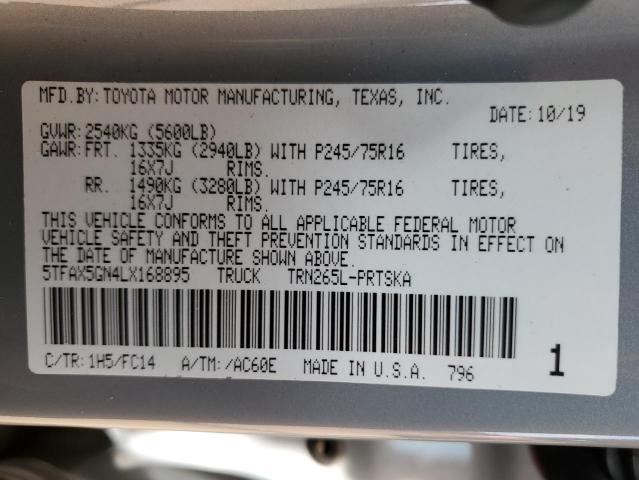 MFD.BY:TOYOTA MOTOR MANUFACTURING, TEXAS, INC.
DATE:10/19
GVWR:2540KG (5600LB)
GAWR:FRT. 1335KG (2940LB) WITH P245/75R16 TIRES,
16X7J RIMS.
RR. 1490KG (3280LB) WITH P245/75R16 TIRES,
16X7J RIMS.
THIS VEHICLE CONFORMS TO ALL APPLICABLE FEDERAL MOTOR
VEHICLE SAFETY AND THEFT PREVENTION STANDARDS IN EFFECT ON
THE DATE OF MANUFACTURE SHOWN ABOVE.
5TFAX5GN4LX168895 TRUCK TRN265L-PRTSKA
C/TR:1H5/FC14 A/TM:/AC60E MADE IN U.S.A. 796 1